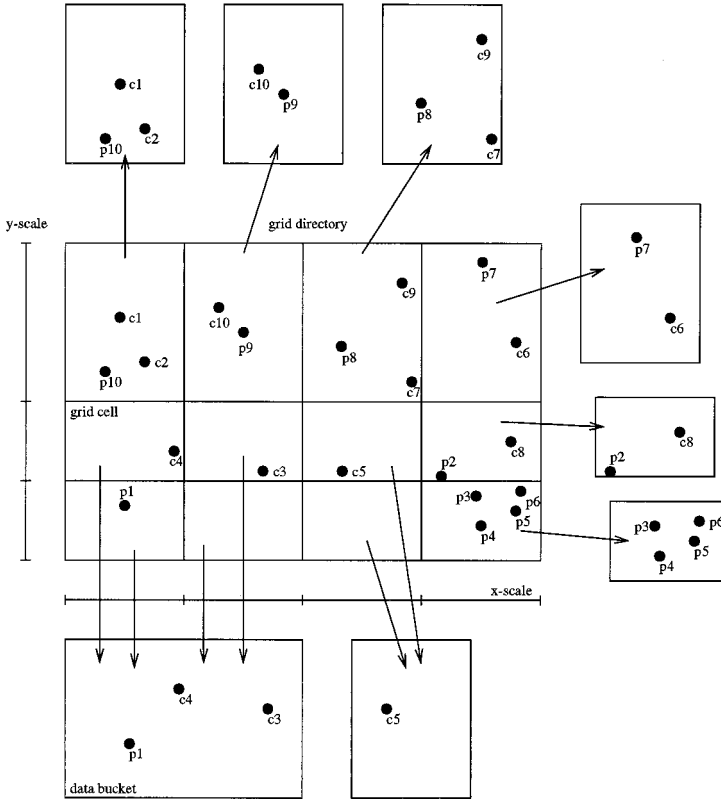 c1
c2
p10
c10
p9
c9
p8
c7
y-scale
grid directory
p7
c6
c1
c2
p10
c10
p9
c9
p8
c7
p7
c6
grid cell
c4
c3
c5
c8
p2
p2
c8
p1
p3
p6
p5
p4
p3
p6
p5
p4
x-scale
c4
c3
p1
data bucket
c5